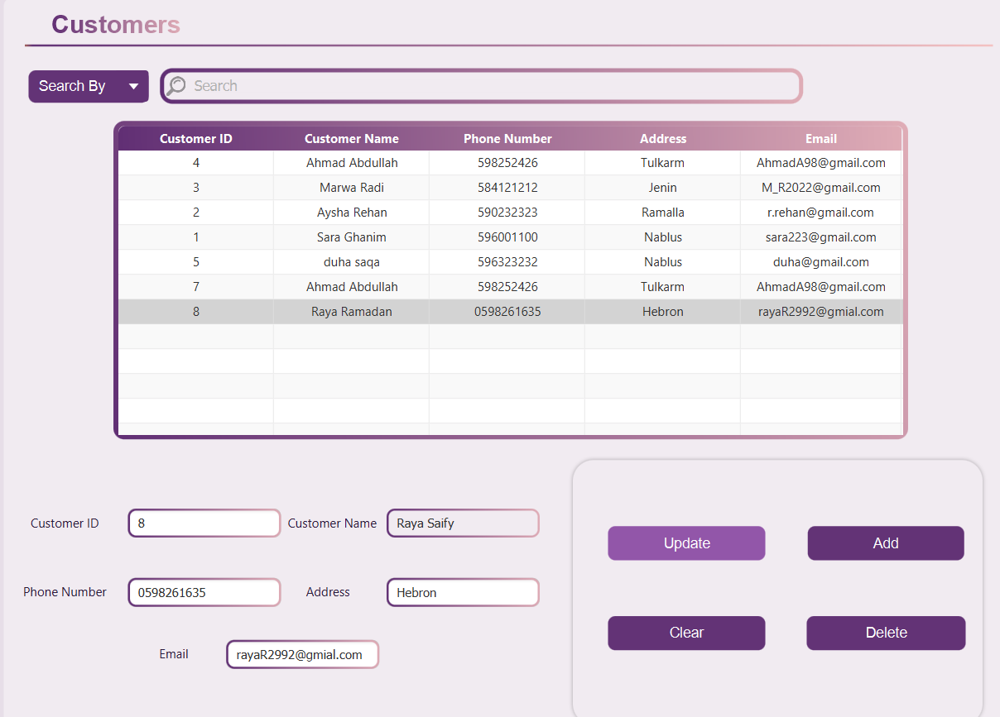 Customers
Search By
Search
Customer ID Customer Name Phone Number Address Email
4 Ahmad Abdullah 598252426 Tulkarm AhmadA98@gmail.com
3 Marwa Radi 584121212 Jenin M_R2022@gmail.com
2 Aysha Rehan 590232323 Ramalla r.rehan@gmail.com
1 Sara Ghanim 596001100 Nablus sara223@gmail.com
5 duha saqa 596323232 Nablus duha@gmail.com
7 Ahmad Abdullah 598252426 Tulkarm AhmadA98@gmail.com
8 Raya Ramadan 0598261635 Hebron rayaR2992@gmial.com
Customer ID 8 Customer Name Raya Saify
Phone Number 0598261635 Address Hebron
Email rayaR2992@gmial.com
Update Add
Clear Delete